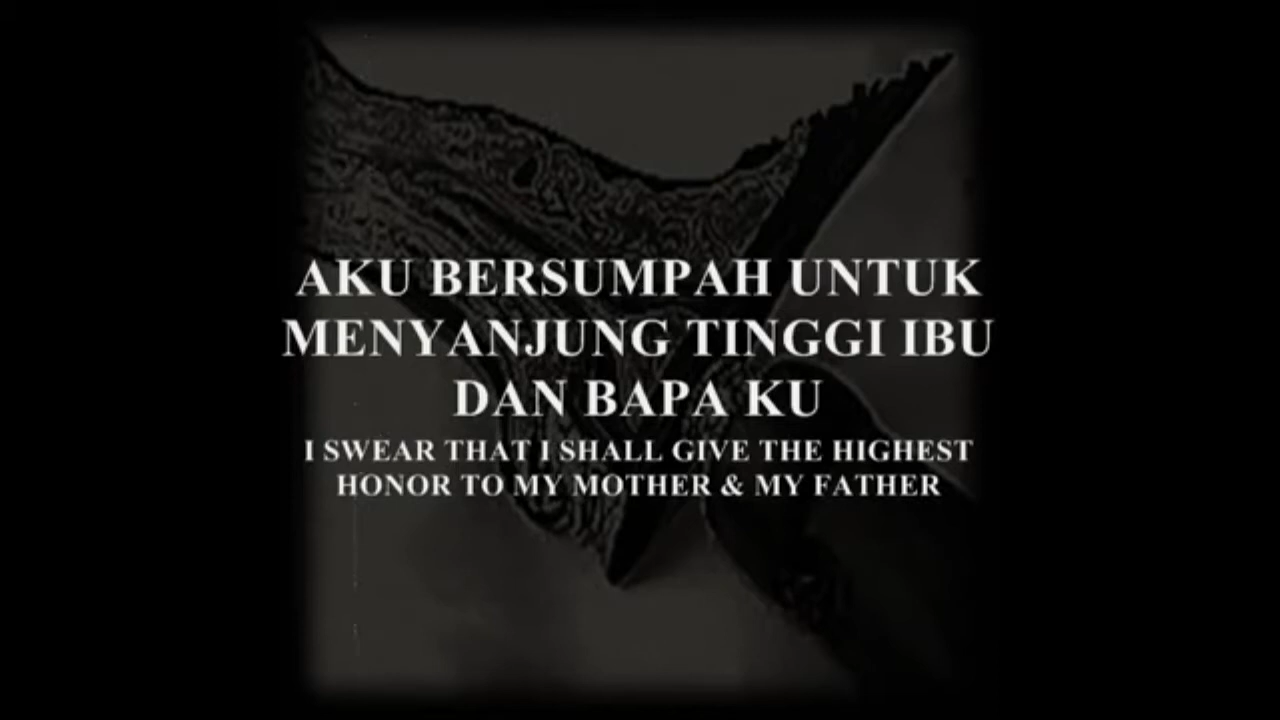 AKU BERSUMPAH UNTUK
MENYANJUNG TINGGI IBU
DAN BAPA KU
I SWEAR THAT I SHALL GIVE THE HIGHEST
HONOR TO MY MOTHER & MY FATHER